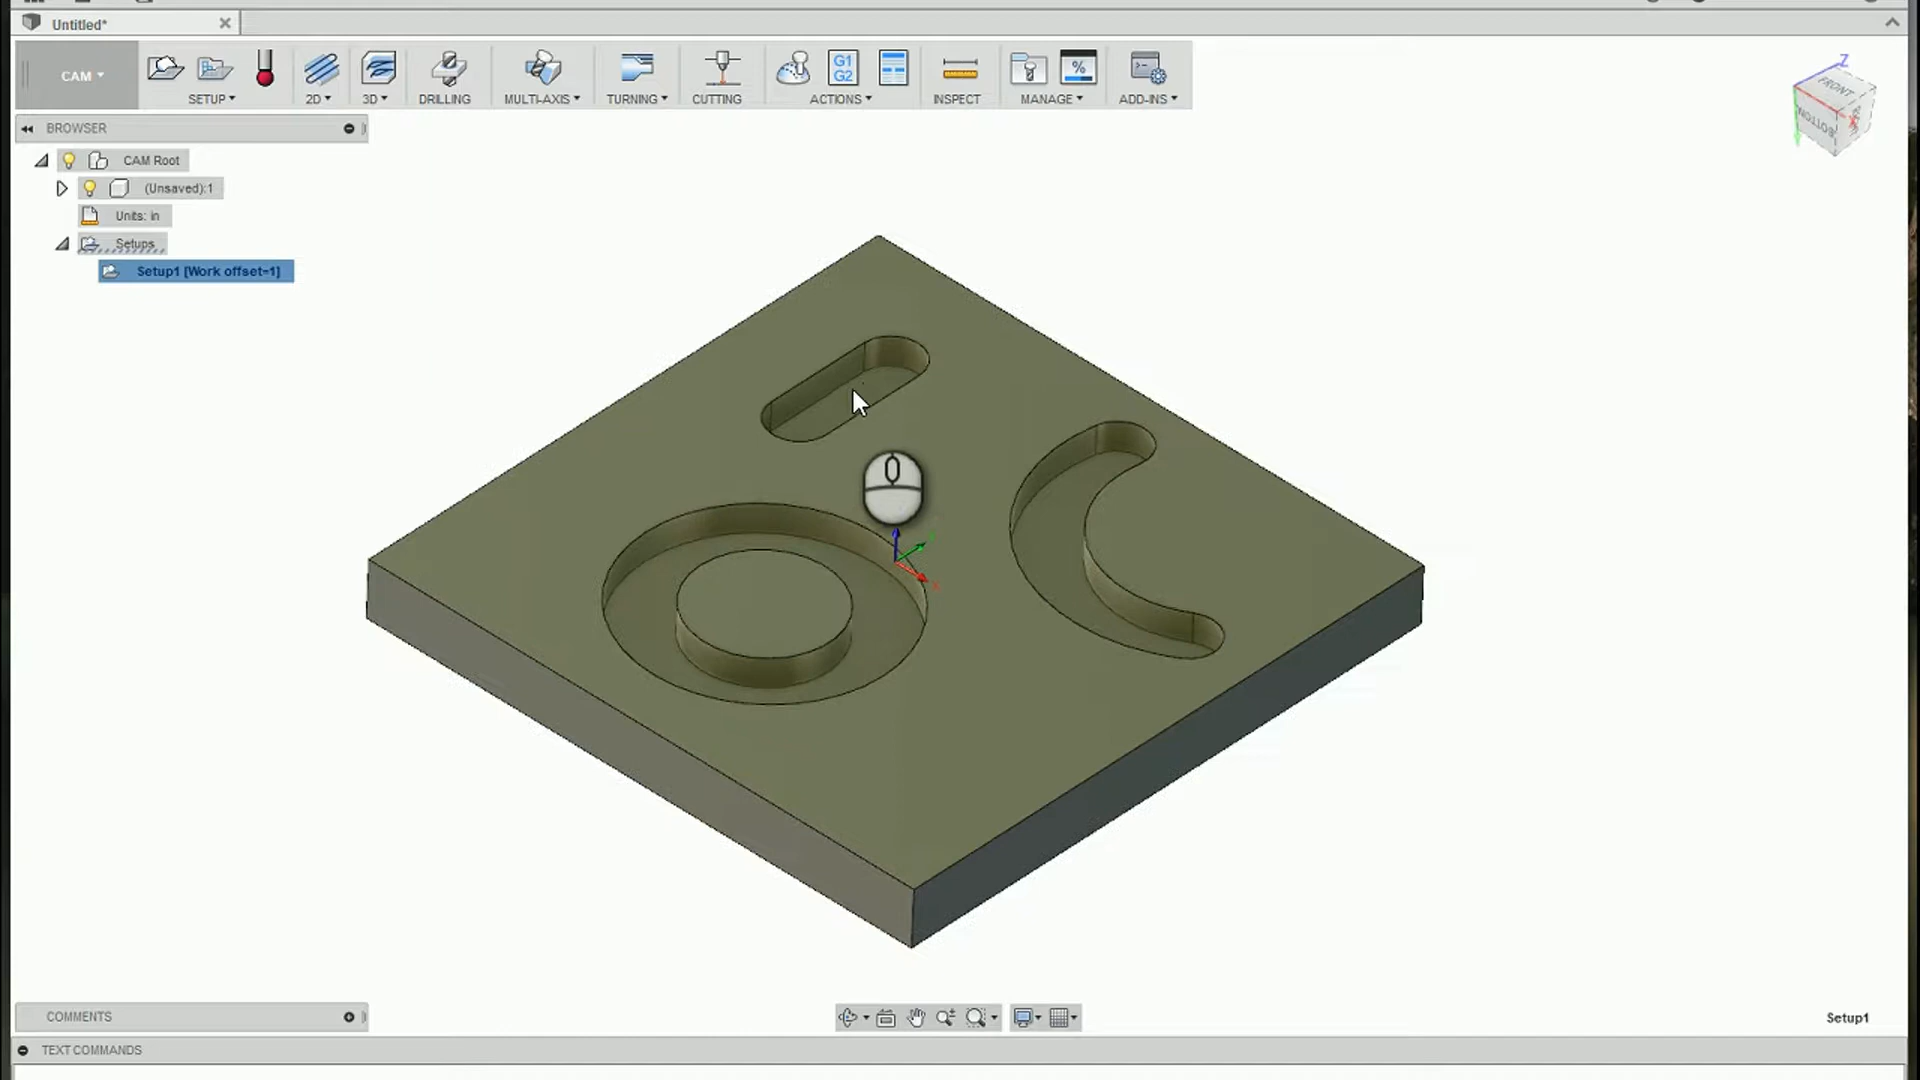 Untitled*
CAM
SETUP
2D
3D
DRILLING
MULTI-AXIS
TURNING
CUTTING
G1
G2
ACTIONS
INSPECT
%
MANAGE
ADD-INS
BROWSER
CAM Root
(Unsaved):1
Units: in
Setups
Setup1 [Work offset=1]
Z
FRONT
BOTTOM
X
COMMENTS
Setup1
TEXT COMMANDS